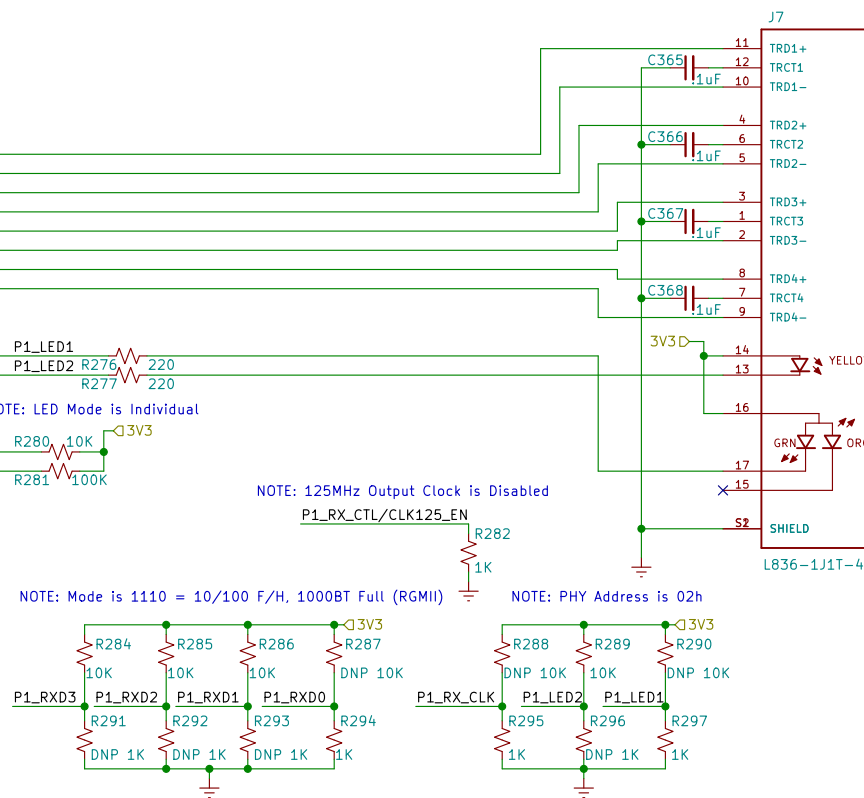 J7
11 TRD1+
C365 12 TRCT1
.1uF 10 TRD1-
4 TRD2+
C366 6 TRCT2
.1uF 5 TRD2-
3 TRD3+
C367 1 TRCT3
.1uF 2 TRD3-
8 TRD4+
C368 7 TRCT4
.1uF 9 TRD4-
3V3
P1_LED1 14
R276 220 YELLO
P1_LED2 13
R277 220
OTE: LED Mode is Individual 16
3V3
R280 10K GRN OR
17
R281 100K 15
NOTE: 125MHz Output Clock is Disabled
P1_RX_CTL/CLK125_EN
SHIELD
R282
1K
L836-1J1T-4
NOTE: Mode is 1110 = 10/100 F/H, 1000BT Full (RGMII) NOTE: PHY Address is 02h
3V3 3V3
R284 R285 R286 R287 R288 R289 R290
10K 10K 10K DNP 10K DNP 10K 10K DNP 10K
P1_RXD3 P1_RXD2 P1_RXD1 P1_RXD0 P1_RX_CLK P1_LED2 P1_LED1
R291 R292 R293 R294 R295 R296 R297
DNP 1K DNP 1K DNP 1K 1K 1K DNP 1K 1K